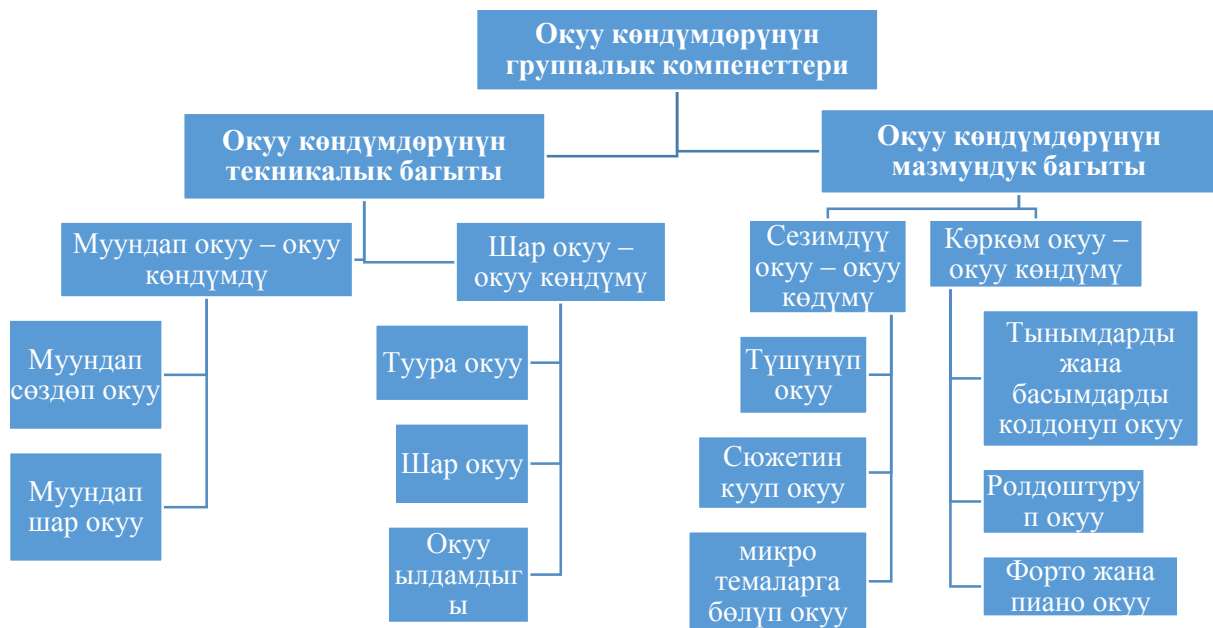 Окуу көндүмдөрүнүн
группалык компенеттери
Окуу көндүмдөрүнүн
текникалык багыты
Окуу көндүмдөрүнүн
мазмундук багыты
Муундап окуу – окуу
көндүмдү
Шар окуу –
окуу көндүмү
Сезимдүү
окуу – окуу
көдүмү
Көркөм окуу –
окуу көндүмү
Муундап
сөздөп окуу
Муундап
шар окуу
Туура окуу
Шар окуу
Окуу
ылдамдыг
ы
Түшүнүп
окуу
Сюжетин
кууп окуу
микро
темаларга
бөлүп окуу
Тынымдарды
жана
басымдарды
колдонуп окуу
Ролдоштуру
п окуу
Форто жана
пиано окуу